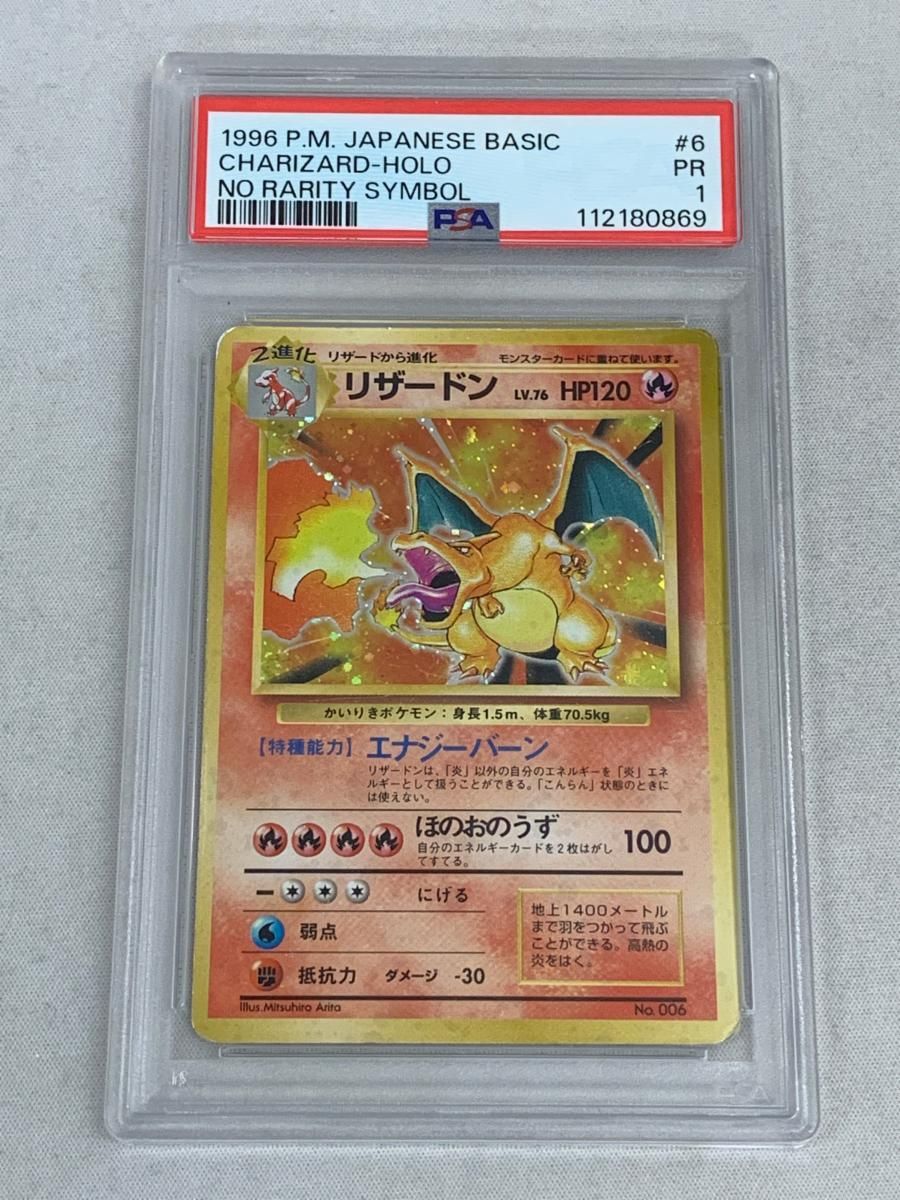 1996 P.M. JAPANESE BASIC #6
CHARIZARD-HOLO PR
NO RARITY SYMBOL 1
PSA 112180869
2進化 リザードから進化 モンスターカードに重ねて使います。
リザードン LV.76 HP120
かいりきポケモン：身長1.5m、体重70.5kg
【特種能力】エナジーバーン
リザードンは、「炎」以外の自分のエネルギーを「炎」エネ
ルギーとして扱うことができる。「こんらん」状態のときに
は使えない。
ほのおのうず 100
自分のエネルギーカードを2枚はがし
てすてる。
にげる
弱点
抵抗力 ダメージ -30
地上1400メートル
まで羽をつかって飛ぶ
ことができる。高熱の
炎をはく。
Illus.Mitsuhiro Arita No. 006